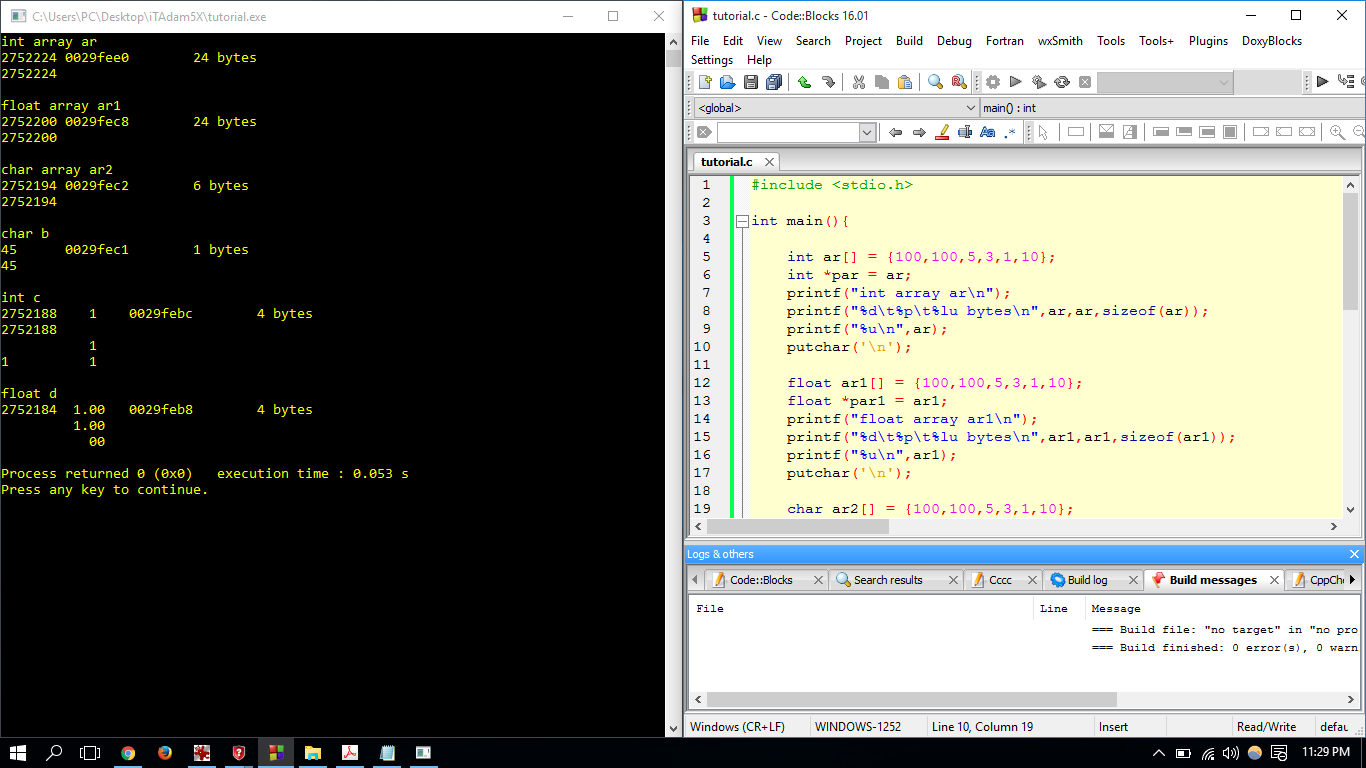 C:\Users\PC\Desktop\iTAdam5X\tutorial.exe
int array ar
2752224 0029fee0 24 bytes
2752224
float array ar1
2752200 0029fec8 24 bytes
2752200
char array ar2
2752194 0029fec2 6 bytes
2752194
char b
45 0029fec1 1 bytes
45
int c
2752188 1 0029febc 4 bytes
2752188
1
1 1
float d
2752184 1.00 0029feb8 4 bytes
1.00
00
Process returned 0 (0x0) execution time : 0.053 s
Press any key to continue.
tutorial.c - Code::Blocks 16.01
File Edit View Search Project Build Debug Fortran wxSmith Tools Tools+ Plugins DoxyBlocks
Settings Help
<global> main() : int
tutorial.c
1 #include <stdio.h>
2
3 int main(){
4
5 int ar[] = {100,100,5,3,1,10};
6 int *par = ar;
7 printf("int array ar\n");
8 printf("%d\t%p\t%lu bytes\n",ar,ar,sizeof(ar));
9 printf("%u\n",ar);
10 putchar('\n');
11
12 float ar1[] = {100,100,5,3,1,10};
13 float *par1 = ar1;
14 printf("float array ar1\n");
15 printf("%d\t%p\t%lu bytes\n",ar1,ar1,sizeof(ar1));
16 printf("%u\n",ar1);
17 putchar('\n');
18
19 char ar2[] = {100,100,5,3,1,10};
Logs & others
Code::Blocks Search results Cccc Build log Build messages CppChe
File Line Message
=== Build file: "no target" in "no pro
=== Build finished: 0 error(s), 0 warn
Windows (CR+LF) WINDOWS-1252 Line 10, Column 19 Insert Read/Write defau
11:29 PM